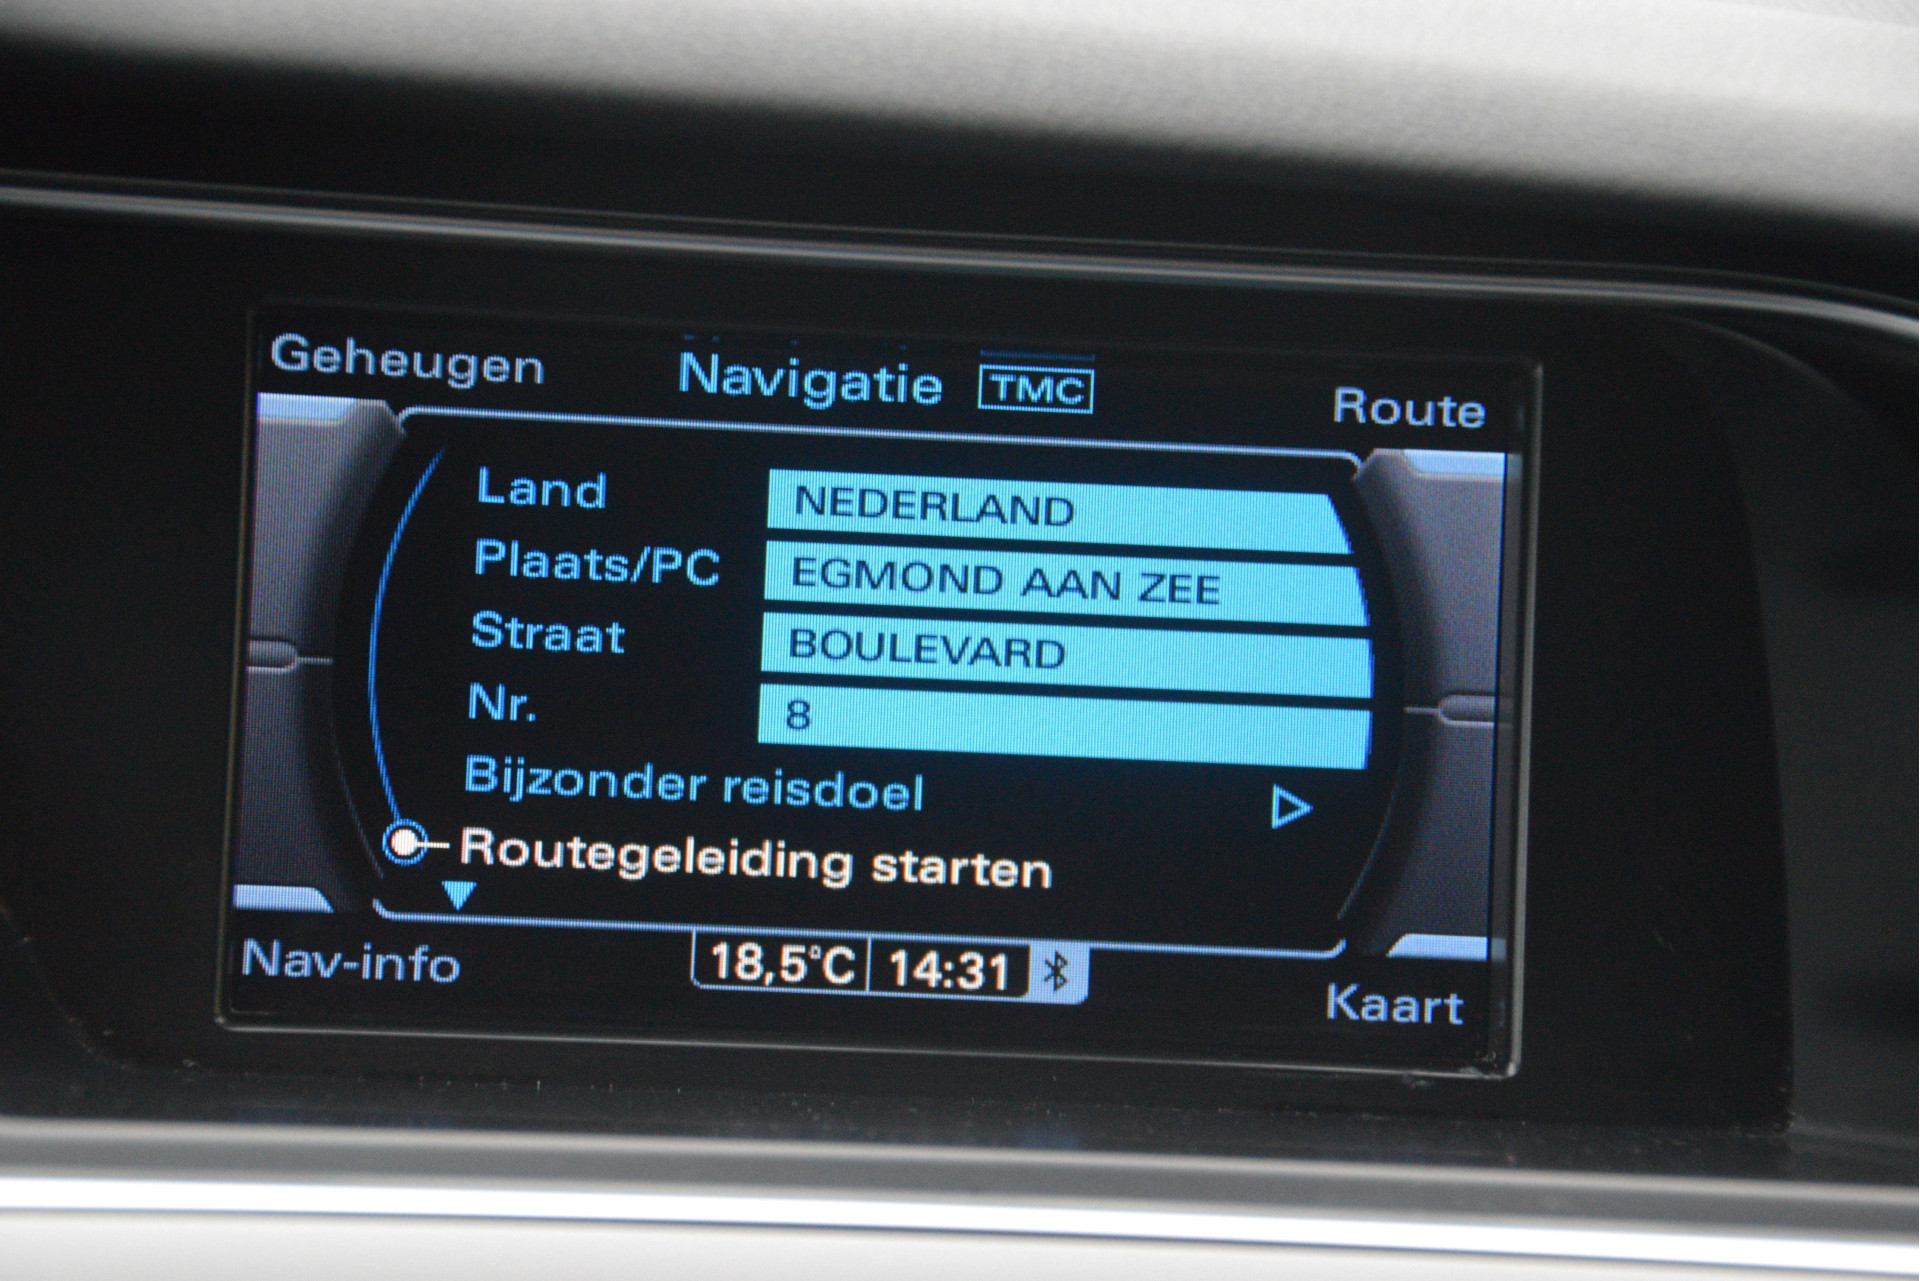 Geheugen Navigatie TMC Route
Land NEDERLAND
Plaats/PC EGMOND AAN ZEE
Straat BOULEVARD
Nr. 8
Bijzonder reisdoel
Routegeleiding starten
Nav-info 18,5°C 14:31 Kaart